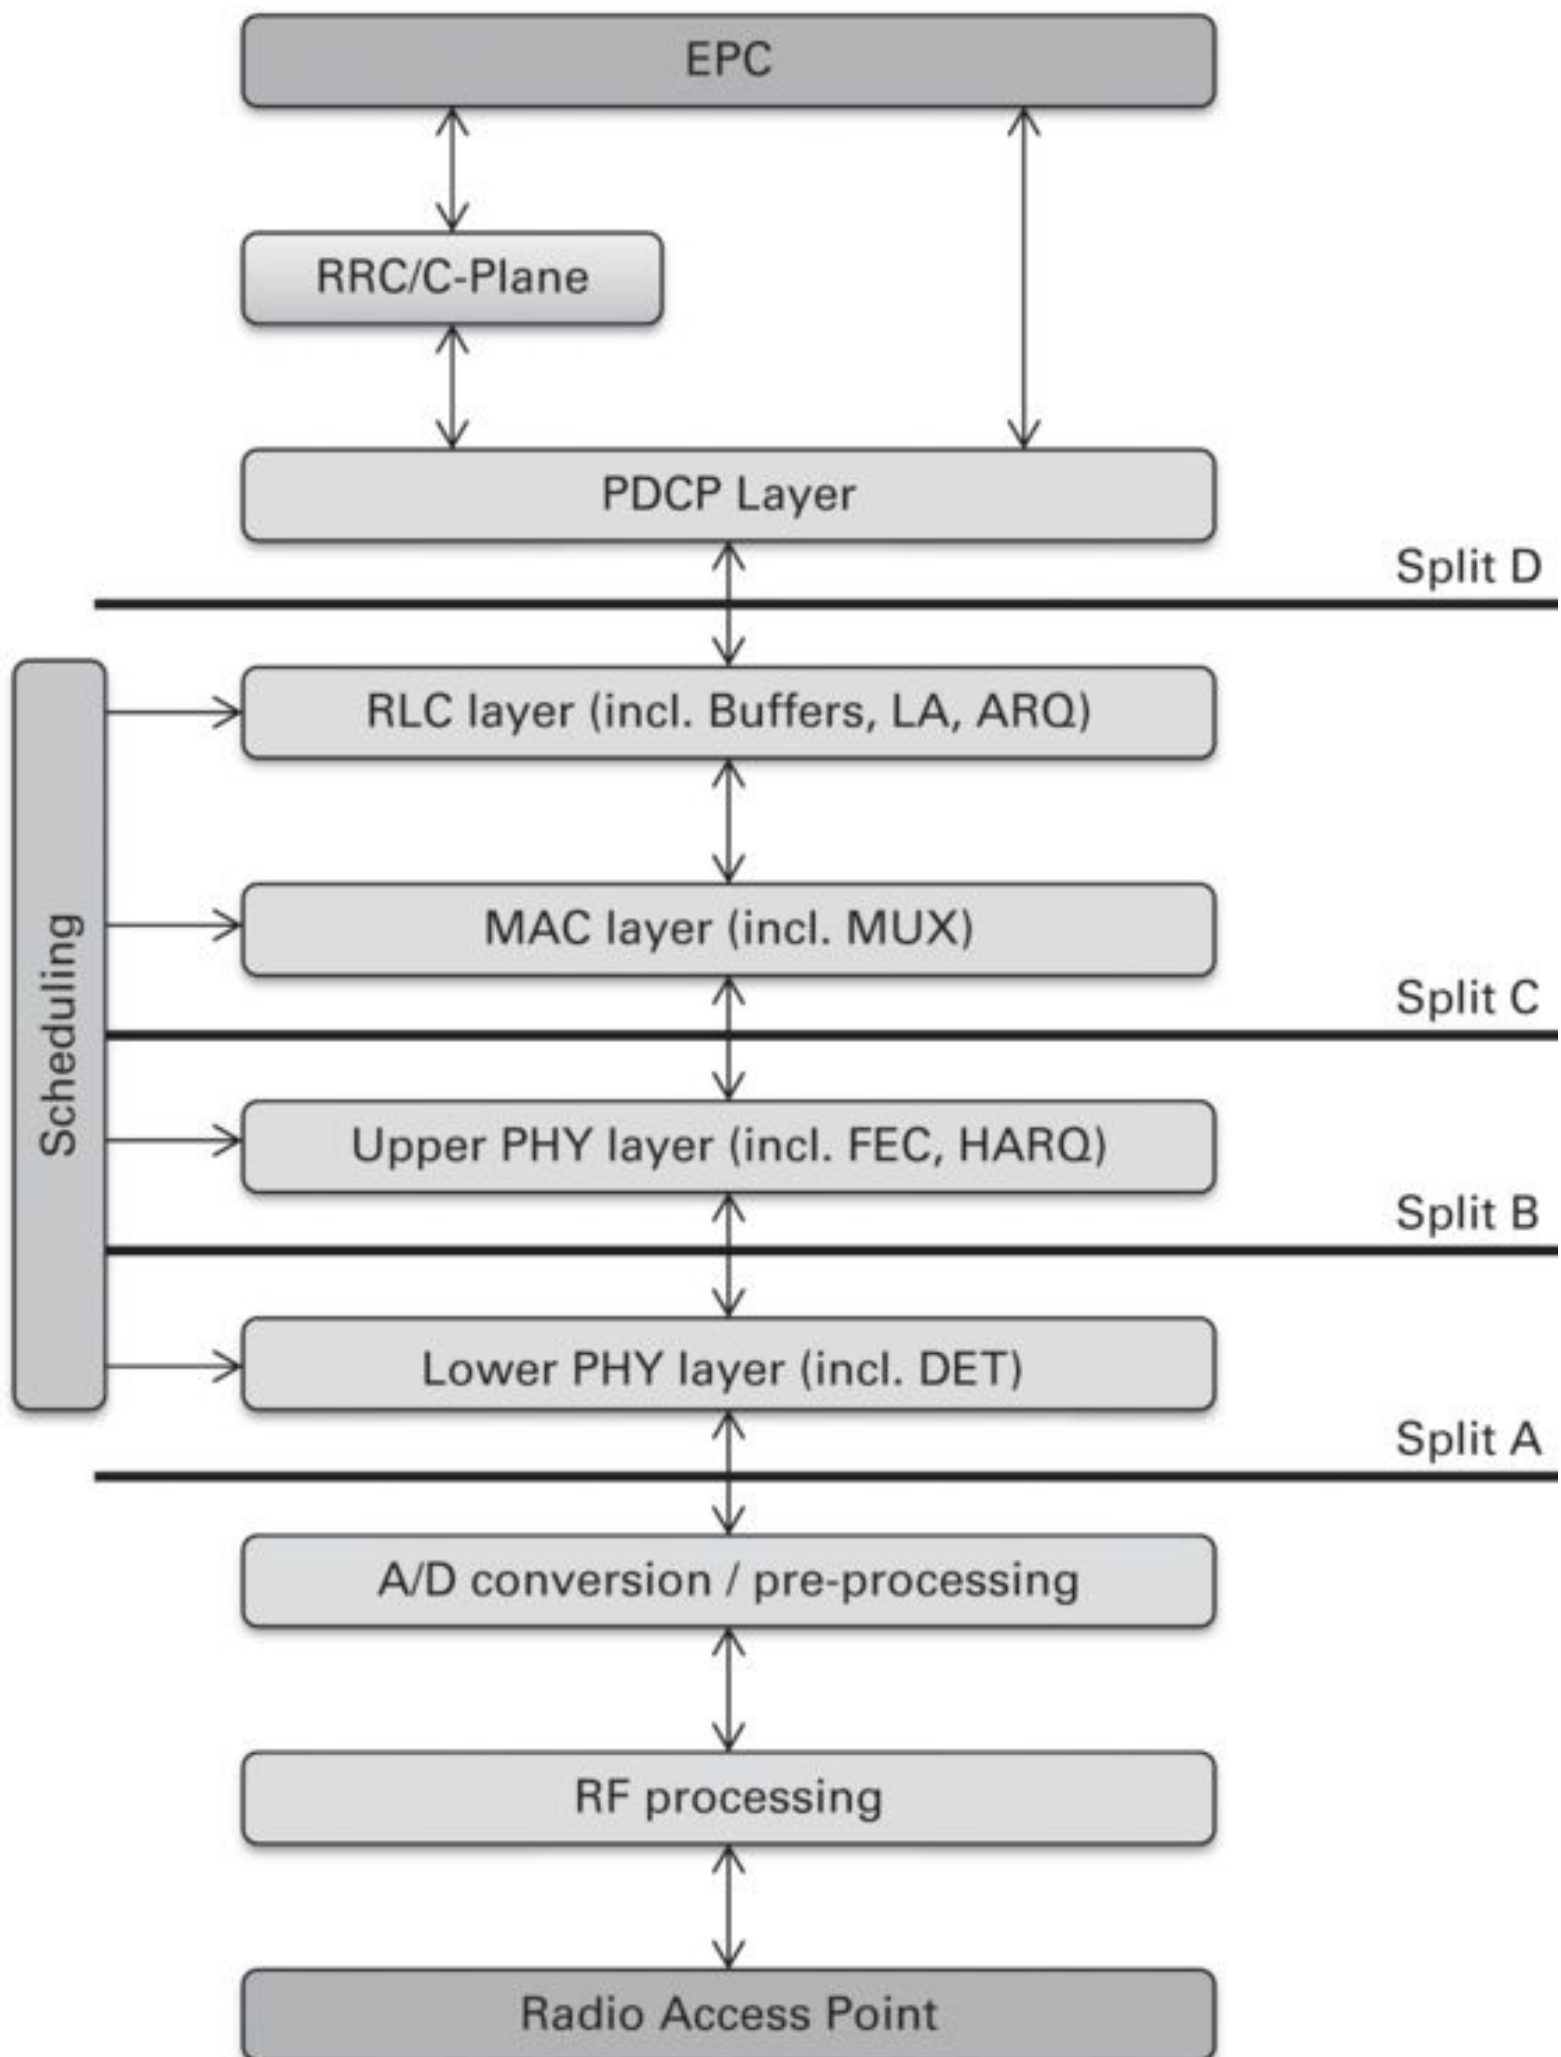 EPC
RRC/C-Plane
PDCP Layer
Split D
RLC layer (incl. Buffers, LA, ARQ)
MAC layer (incl. MUX)
Split C
Scheduling
Upper PHY layer (incl. FEC, HARQ)
Split B
Lower PHY layer (incl. DET)
Split A
A/D conversion / pre-processing
RF processing
Radio Access Point